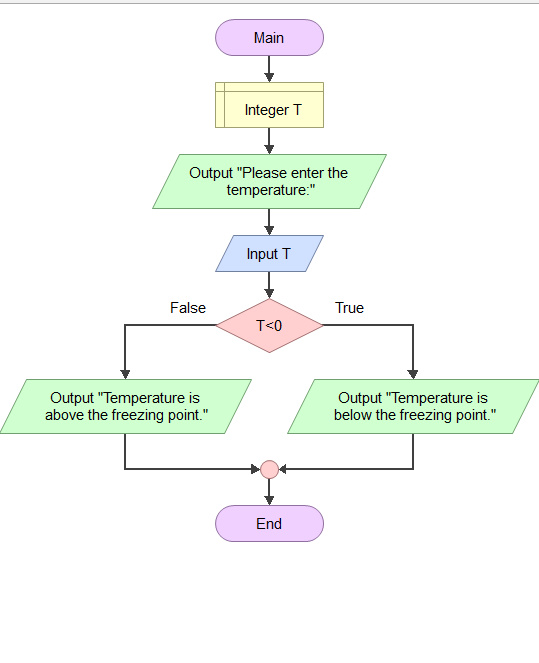 Main
Integer T
Output "Please enter the
temperature:"
Input T
False
True
T<0
Output "Temperature is
above the freezing point."
Output "Temperature is
below the freezing point."
End